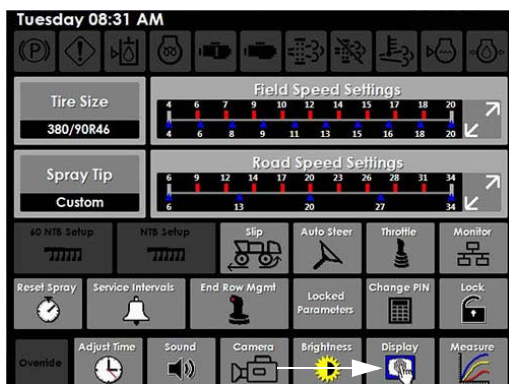 Tuesday 08:31 AM
Tire Size
380/90R46
Field Speed Settings
4 6 7 9 10 12 14 15 17 18 20
4 6 8 9 11 13 15 16 18 20
Spray Tip
Custom
Road Speed Settings
6 9 12 14 17 20 23 26 28 31 34
6 13 20 27 34
60 NTB Setup
NTB Setup
Slip
Auto Steer
Throttle
Monitor
Reset Spray
Service Intervals
End Row Mgmt
Locked
Parameters
Change PIN
Lock
Override
Adjust Time
Sound
Camera
Brightness
Display
Measure